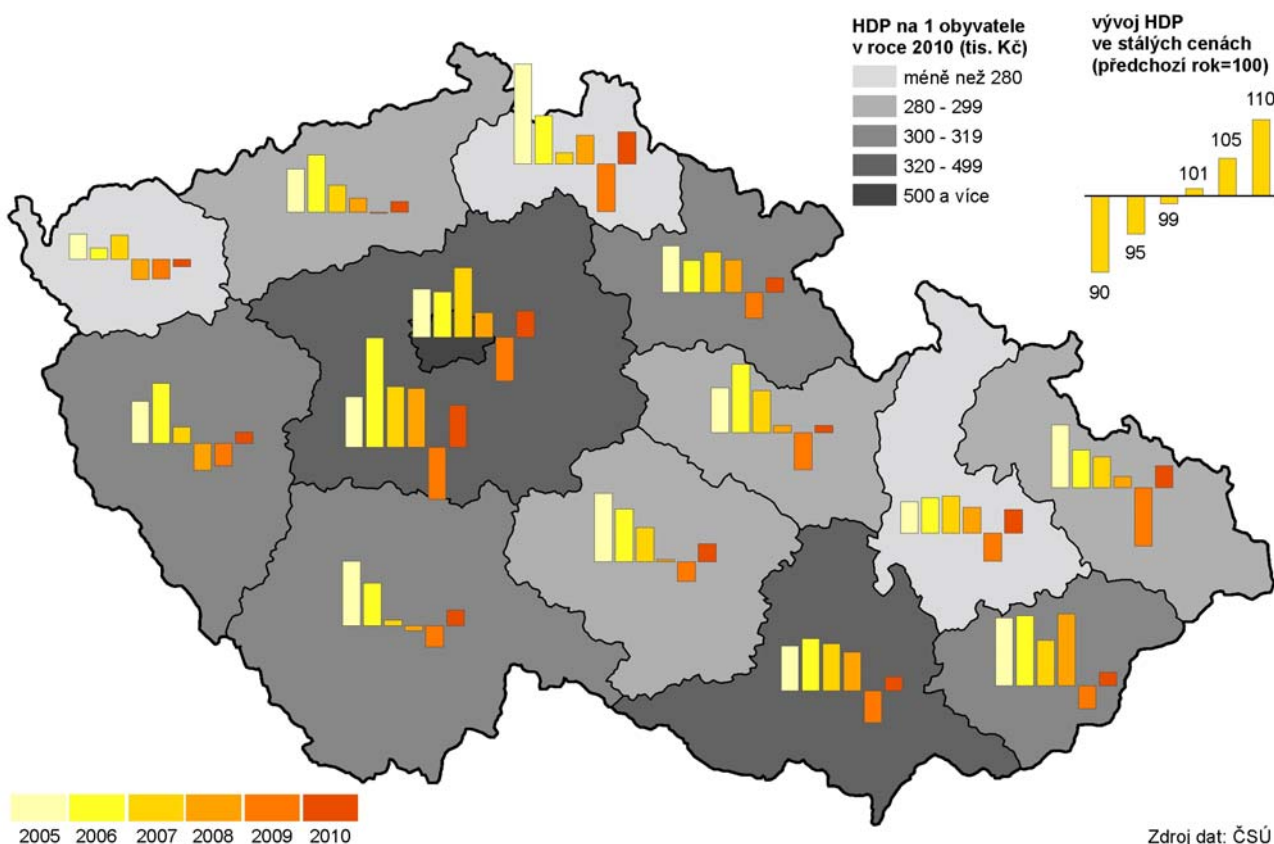 HDP na 1 obyvatele
v roce 2010 (tis. Kč)
méně než 280
280 - 299
300 - 319
320 - 499
500 a více
vývoj HDP
ve stálých cenách
(předchozí rok=100)
110
105
101
99
95
90
2005 2006 2007 2008 2009 2010
Zdroj dat: ČSÚ